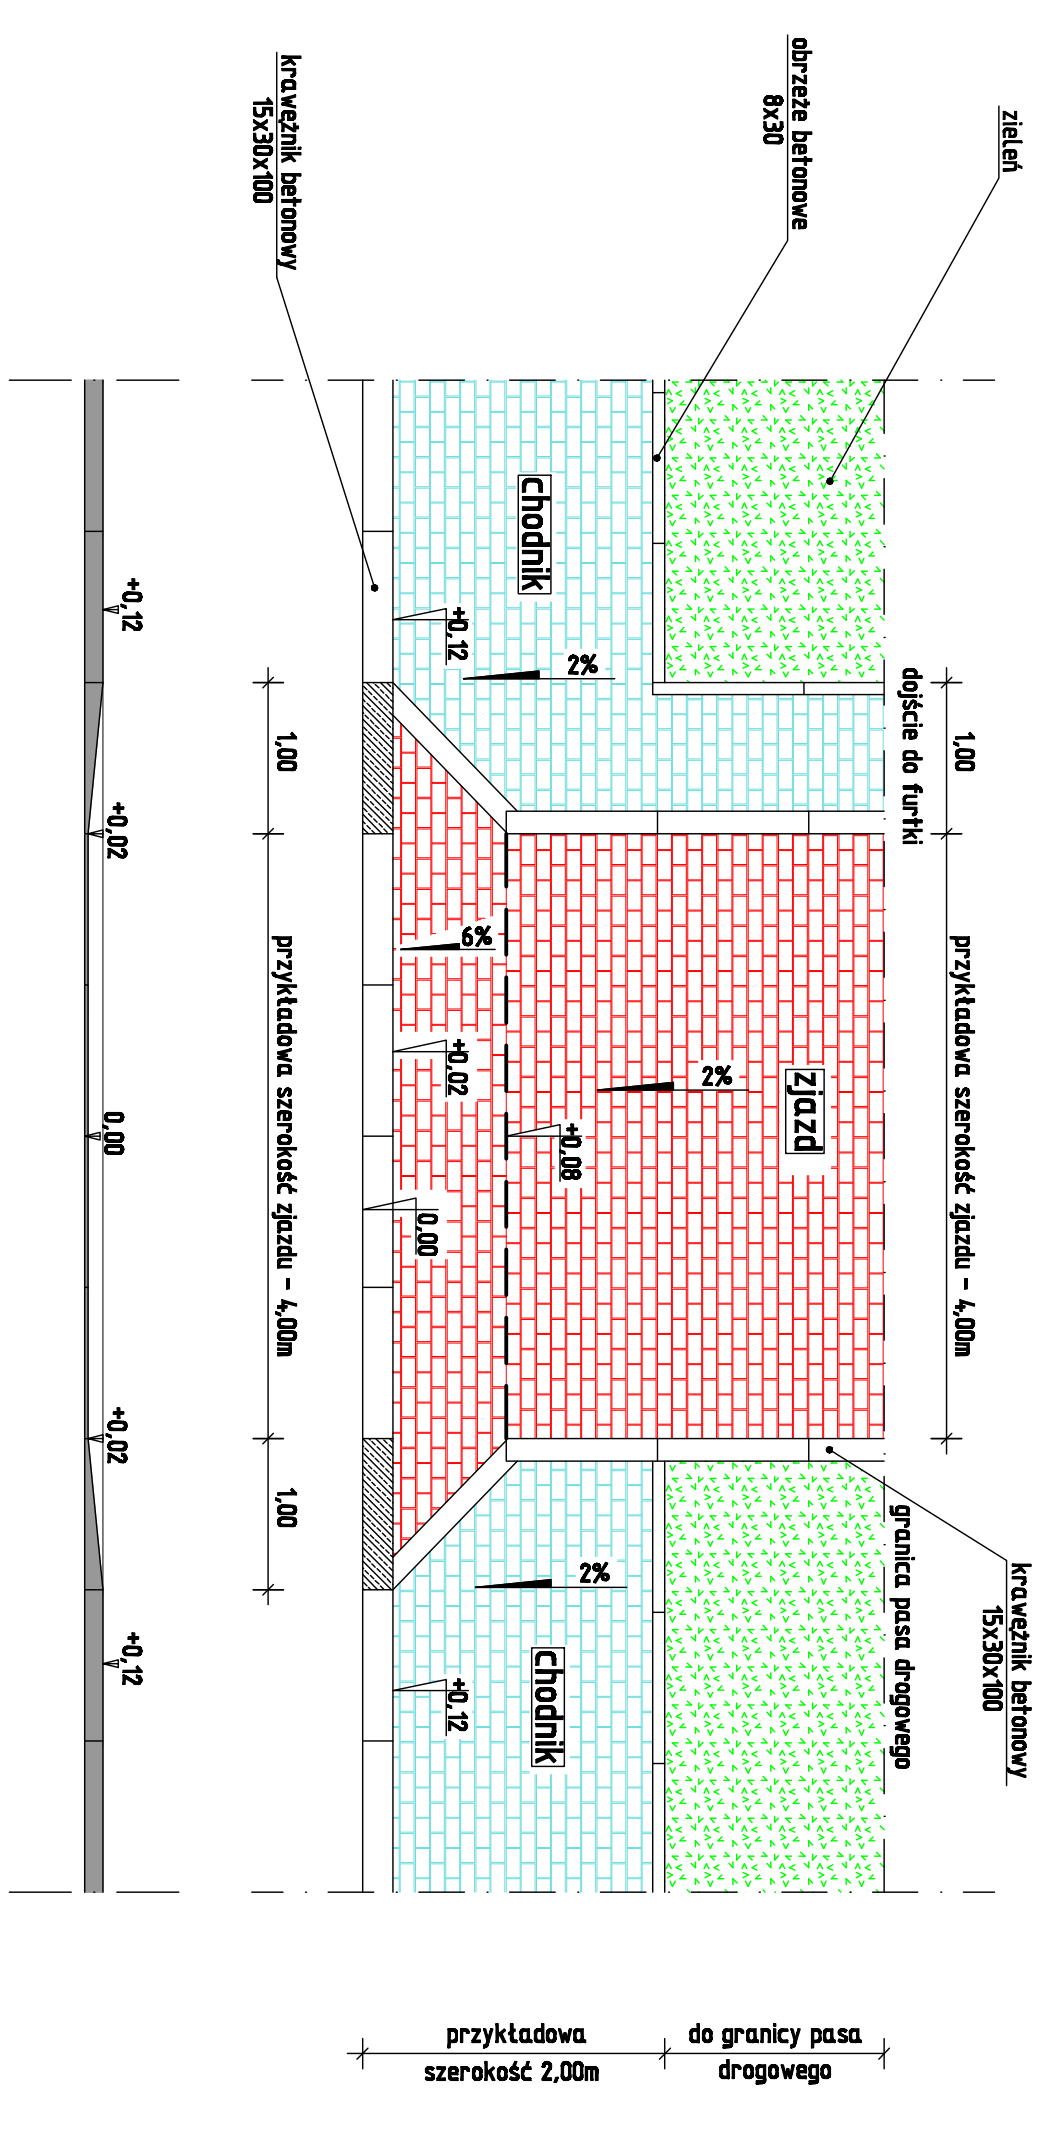 zieleń
obrzeże betonowe
8x30
krawężnik betonowy
15x30x100
dojście do furtki
1,00
przykładowa szerokość zjazdu – 4,00m
granica pasa drogowego
krawężnik betonowy
15x30x100
chodnik
+0,12
2%
zjazd
2%
+0,08
6%
+0,02
0,00
2%
chodnik
+0,12
1,00
przykładowa szerokość zjazdu – 4,00m
1,00
+0,12
+0,02
0,00
+0,02
+0,12
przykładowa
szerokość 2,00m
do granicy pasa
drogowego